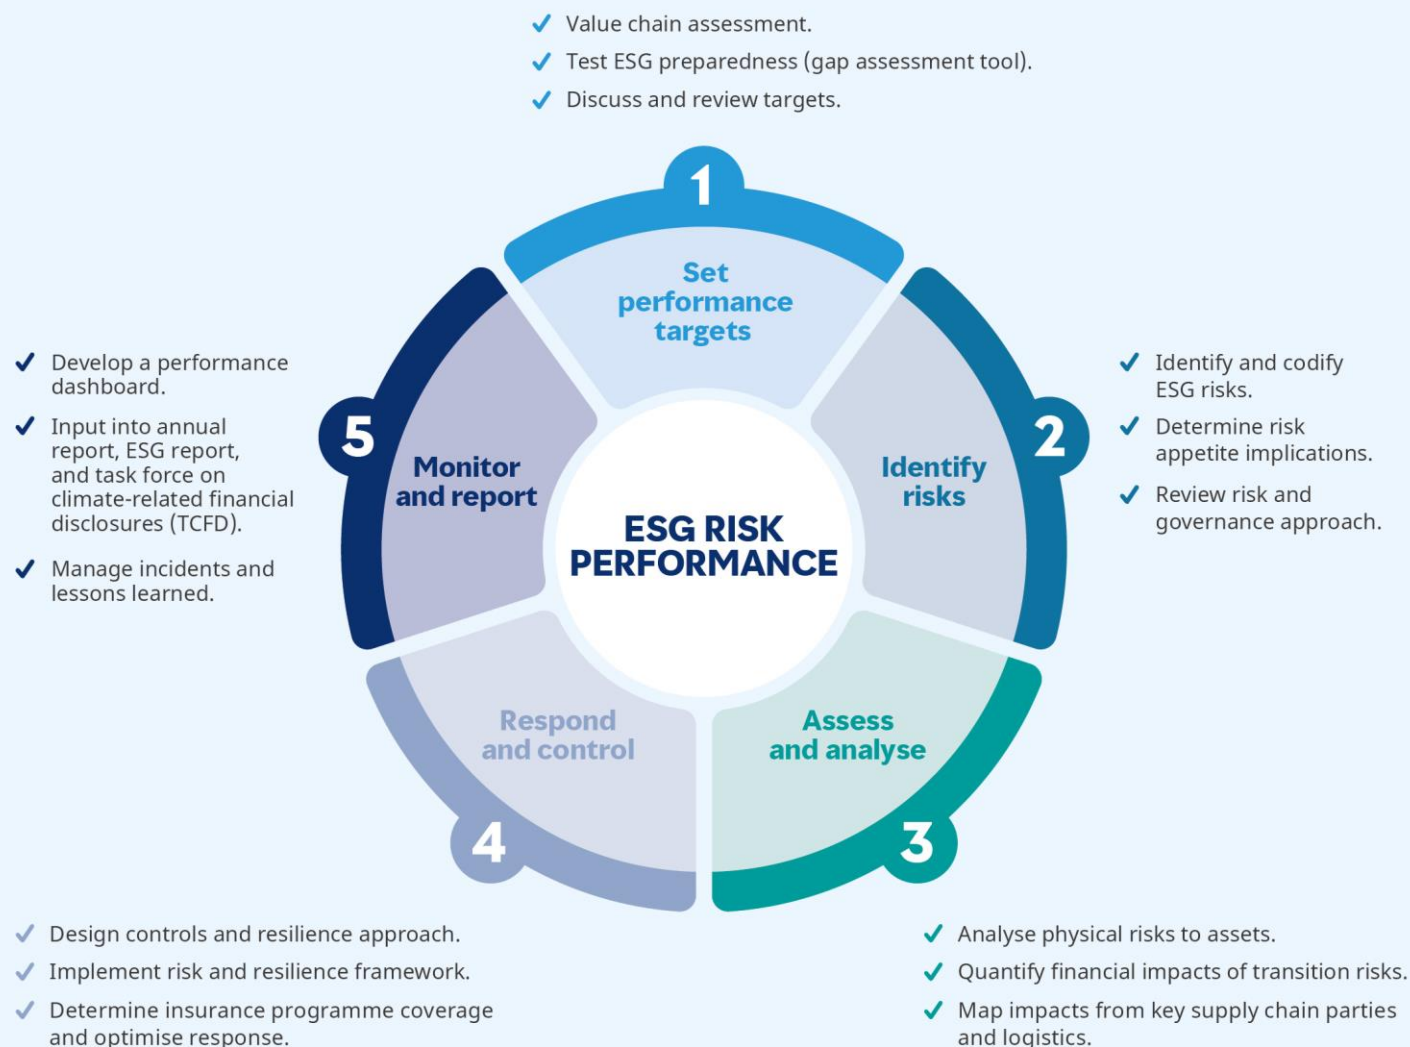 Value chain assessment.
Test ESG preparedness (gap assessment tool).
Discuss and review targets.
1
Set
performance
targets
2
Identify
risks
Identify and codify
ESG risks.
Determine risk
appetite implications.
Review risk and
governance approach.
3
Assess
and analyse
Analyse physical risks to assets.
Quantify financial impacts of transition risks.
Map impacts from key supply chain parties
and logistics.
4
Respond
and control
Design controls and resilience approach.
Implement risk and resilience framework.
Determine insurance programme coverage
and optimise response.
5
Monitor
and report
Develop a performance
dashboard.
Input into annual
report, ESG report,
and task force on
climate-related financial
disclosures (TCFD).
Manage incidents and
lessons learned.
ESG RISK
PERFORMANCE